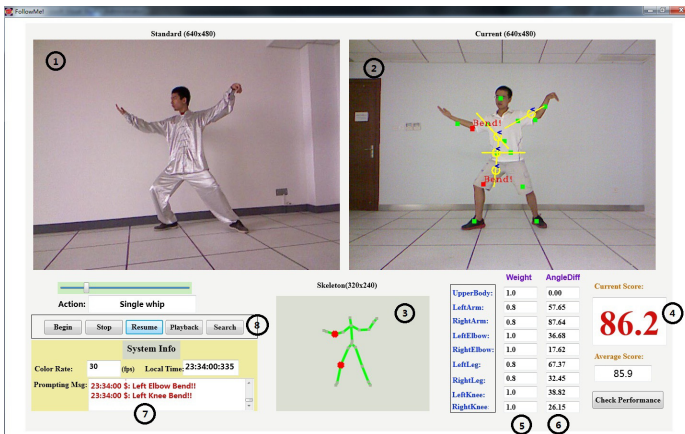 FollowMe!
Standard (640x480)
Current (640x480)
1
2
Bend!
Bend!
Action: Single whip
Begin Stop Resume Playback Search 8
System Info
Color Rate: 30 (fps) Local Time: 23:34:00:335
Prompting Msg: 23:34:00 $: Left Elbow Bend!!
23:34:00 $: Left Knee Bend!!
7
Skeleton(320x240)
3
Weight AngleDiff
UpperBody: 1.0 0.00
LeftArm: 0.8 57.65
RightArm: 0.8 87.64
LeftElbow: 1.0 36.68
RightElbow: 1.0 17.62
LeftLeg: 0.8 67.37
RightLeg: 0.8 32.45
LeftKnee: 1.0 38.82
RightKnee: 1.0 26.15
5 6
Current Score:
86.2
4
Average Score:
85.9
Check Performance